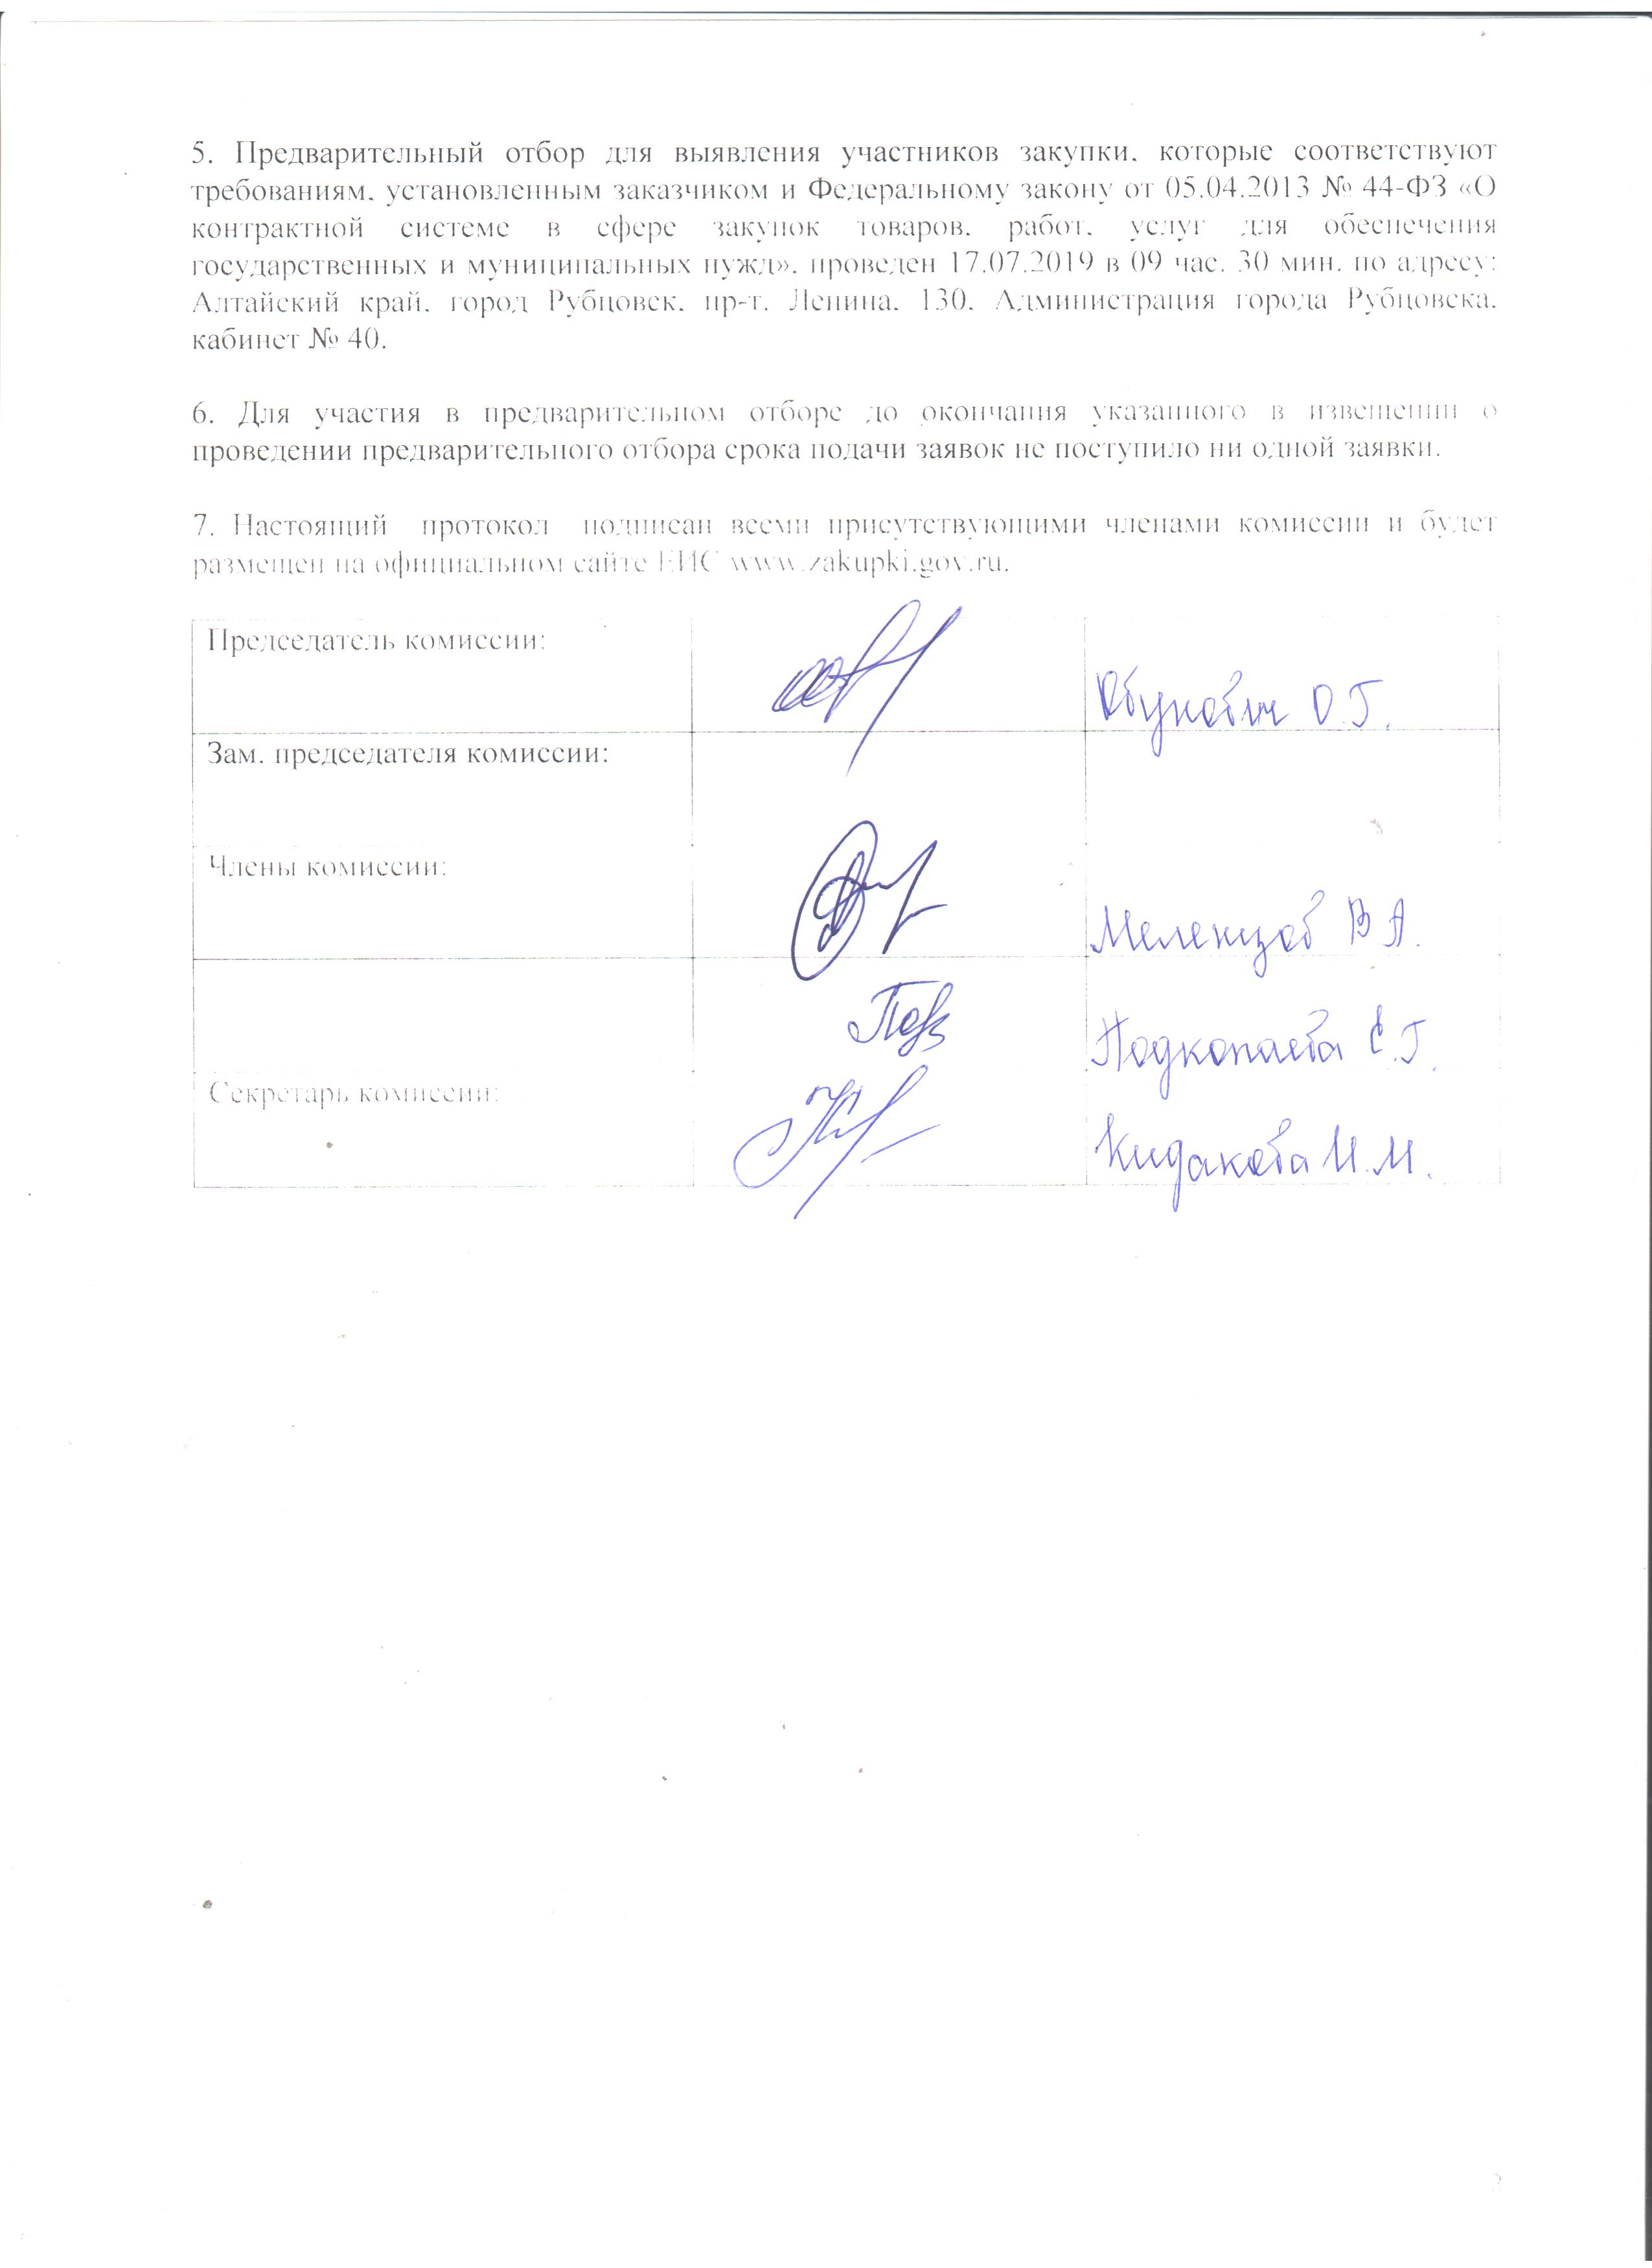 5. Предварительный отбор для выявления участников закупки, которые соответствуют
требованиям, установленным заказчиком и Федеральному закону от 05.04.2013 № 44-ФЗ «О
контрактной системе в сфере закупок товаров, работ, услуг для обеспечения
государственных и муниципальных нужд», проведен 17.07.2019 в 09 час. 30 мин. по адресу:
Алтайский край, город Рубцовск, пр-т. Ленина, 130, Администрация города Рубцовска,
кабинет № 40.
6. Для участия в предварительном отборе до окончания указанного в извещении о
проведении предварительного отбора срока подачи заявок не поступило ни одной заявки.
7. Настоящий протокол подписан всеми присутствующими членами комиссии и будет
размещен на официальном сайте ЕИС www.zakupki.gov.ru.
Председатель комиссии:
Обухович О.Г.
Зам. председателя комиссии:
Члены комиссии:
Мелензов В А.
Подкопаева Е.Г.
Секретарь комиссии:
Кидакова И.М.